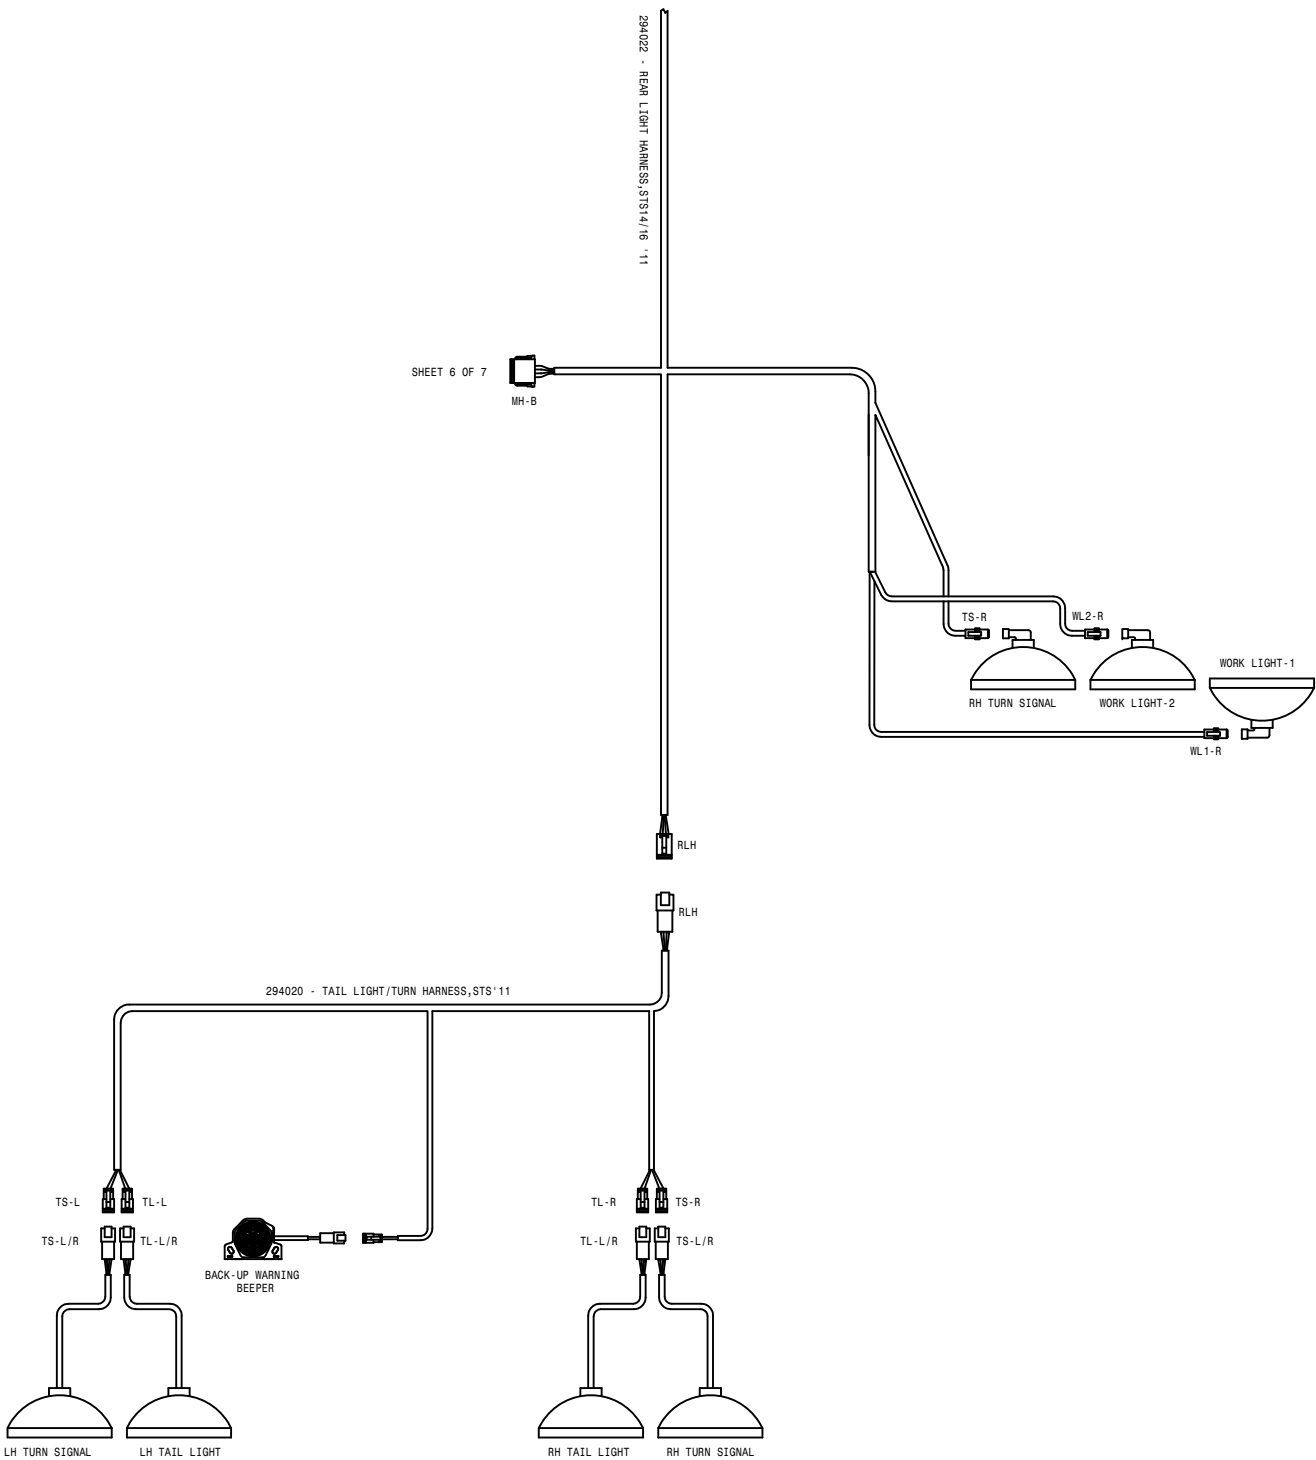 294022 - REAR LIGHT HARNESS,STS14/16 '11
SHEET 6 OF 7
MH-B
TS-R
WL2-R
WORK LIGHT-1
RH TURN SIGNAL
WORK LIGHT-2
WL1-R
RLH
RLH
294020 - TAIL LIGHT/TURN HARNESS,STS'11
TS-L
TL-L
TL-R
TS-R
TS-L/R
TL-L/R
TL-L/R
TS-L/R
BACK-UP WARNING
BEEPER
LH TURN SIGNAL
LH TAIL LIGHT
RH TAIL LIGHT
RH TURN SIGNAL